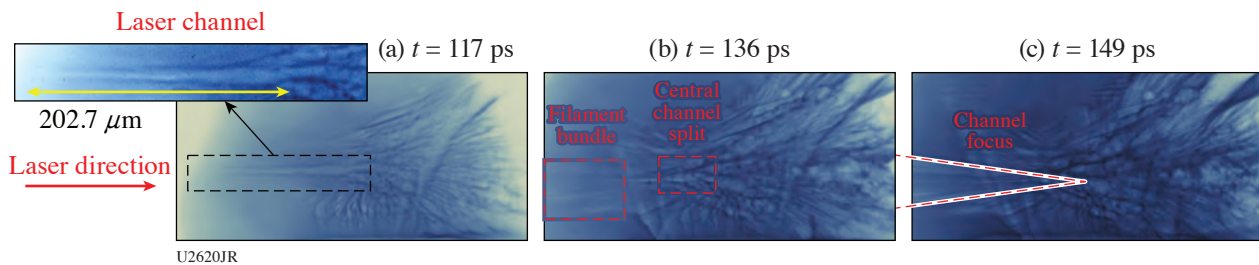 Laser channel
(a) t = 117 ps
(b) t = 136 ps
(c) t = 149 ps
202.7 μm
Laser direction
Filament
bundle
Central
channel
split
Channel
focus
U2620JR